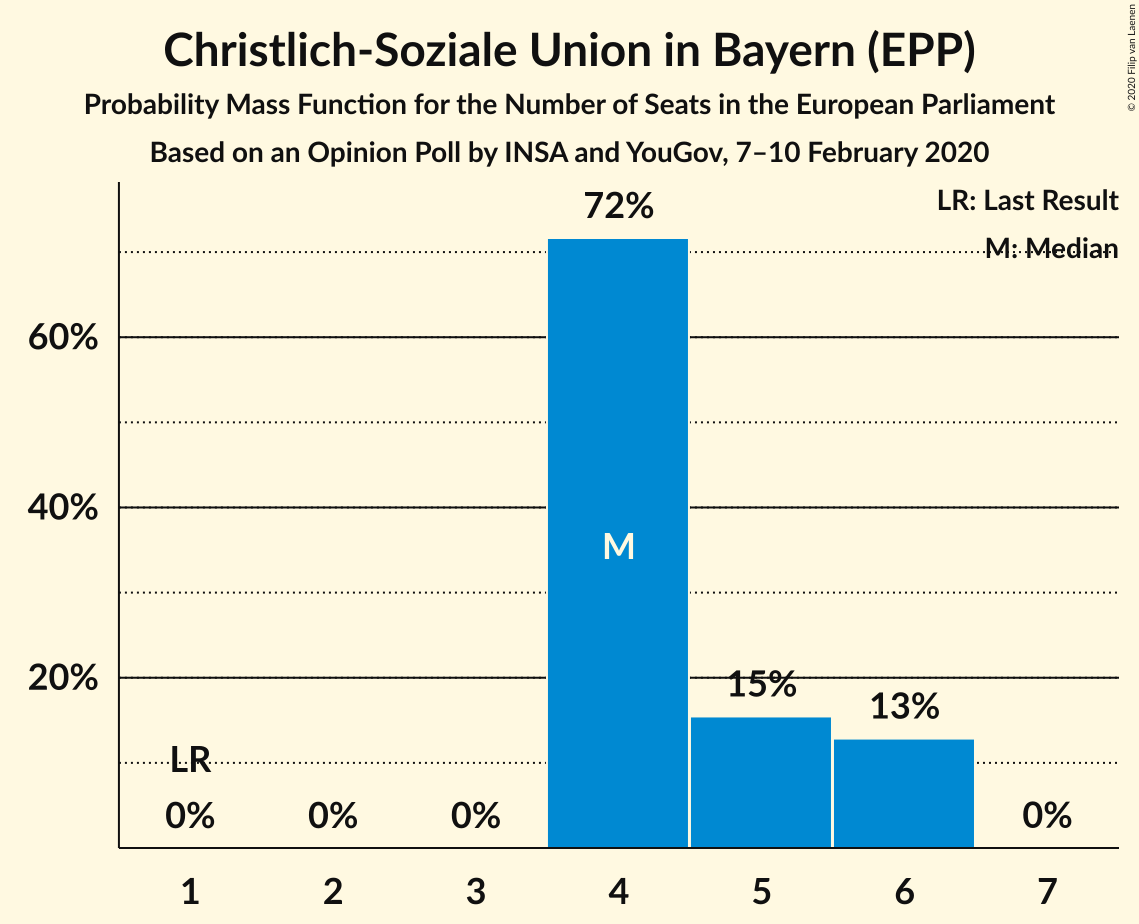 Christlich-Soziale Union in Bayern (EPP)
Probability Mass Function for the Number of Seats in the European Parliament
Based on an Opinion Poll by INSA and YouGov, 7–10 February 2020
© 2020 Filip van Laenen
LR: Last Result
M: Median
72%
60%
40%
M
20%
15%
13%
LR
0%
0%
0%
0%
1
2
3
4
5
6
7